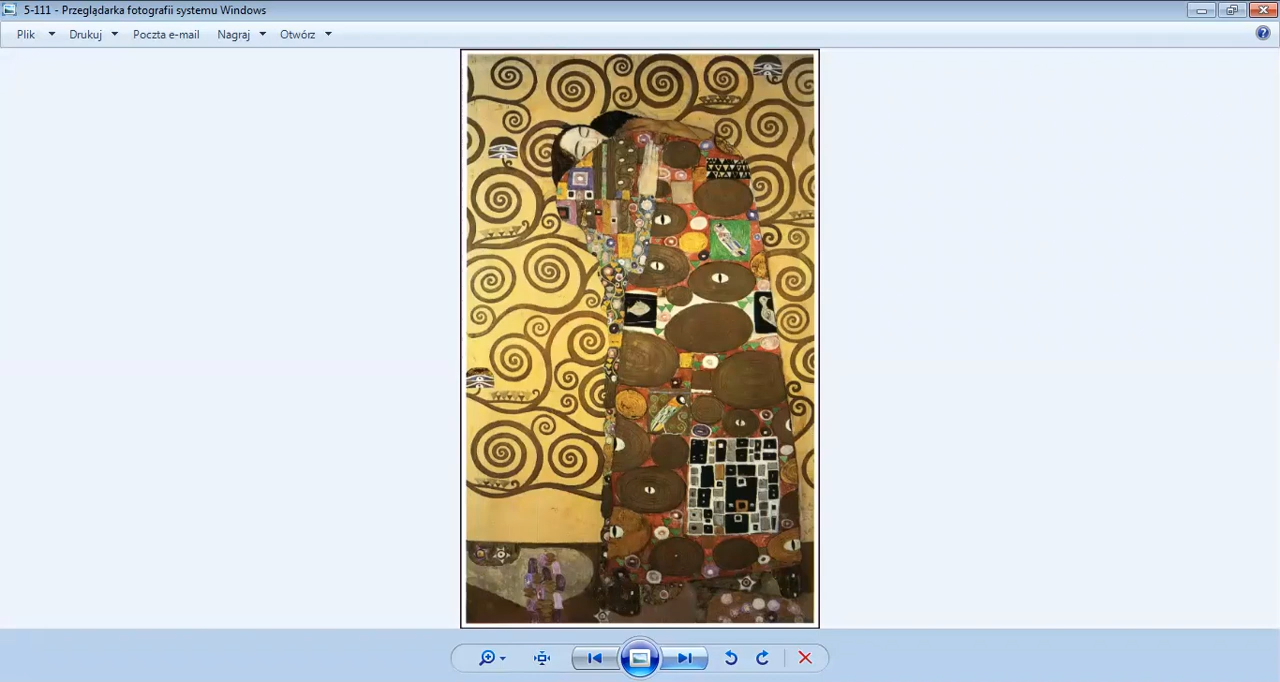 5-111 - Przeglądarka fotografii systemu Windows
Plik Drukuj Poczta e-mail Nagraj Otwórz